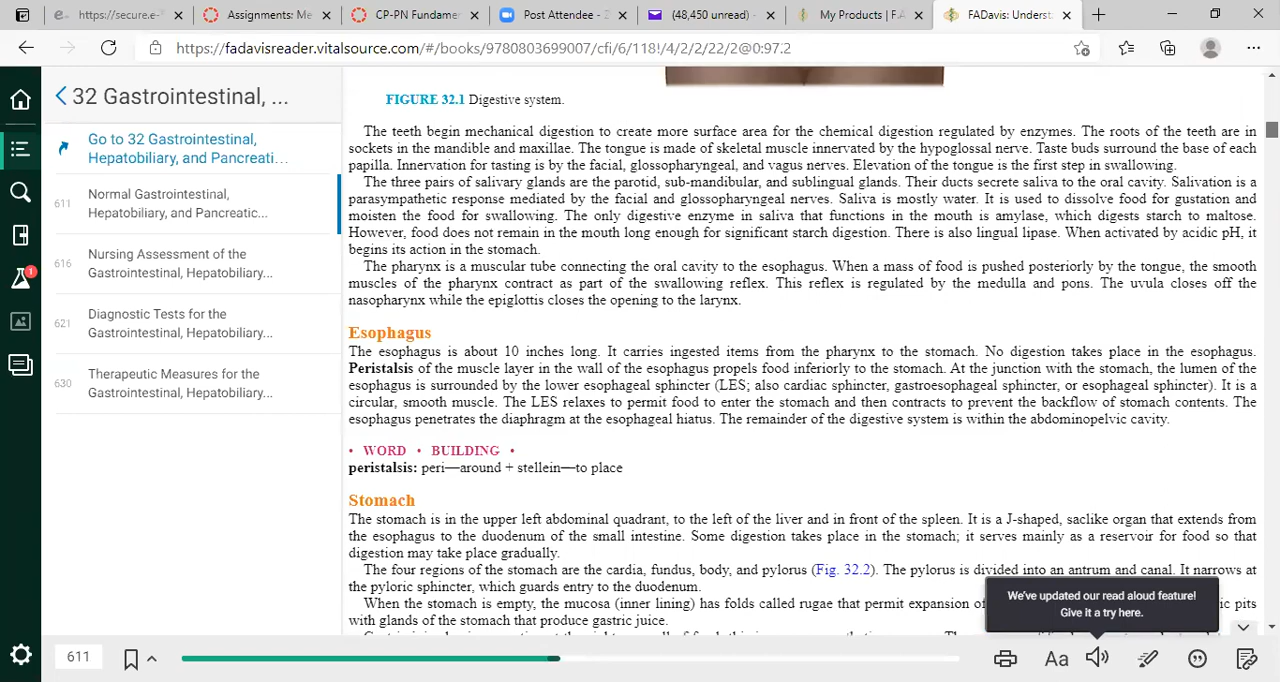 https://secure.e-
Assignments: Me
CP-PN Fundame
Post Attendee - Z
(48,450 unread) -
My Products | F.A
FADavis: Underst
https://fadavisreader.vitalsource.com/#/books/9780803699007/cfi/6/118!/4/2/2/22/2@0:97.2
32 Gastrointestinal, ...
Go to 32 Gastrointestinal,
Hepatobiliary, and Pancreati...
611
Normal Gastrointestinal,
Hepatobiliary, and Pancreatic...
616
Nursing Assessment of the
Gastrointestinal, Hepatobiliary...
621
Diagnostic Tests for the
Gastrointestinal, Hepatobiliary...
630
Therapeutic Measures for the
Gastrointestinal, Hepatobiliary...
1
FIGURE 32.1 Digestive system.
The teeth begin mechanical digestion to create more surface area for the chemical digestion regulated by enzymes. The roots of the teeth are in
sockets in the mandible and maxillae. The tongue is made of skeletal muscle innervated by the hypoglossal nerve. Taste buds surround the base of each
papilla. Innervation for tasting is by the facial, glossopharyngeal, and vagus nerves. Elevation of the tongue is the first step in swallowing.
The three pairs of salivary glands are the parotid, sub-mandibular, and sublingual glands. Their ducts secrete saliva to the oral cavity. Salivation is a
parasympathetic response mediated by the facial and glossopharyngeal nerves. Saliva is mostly water. It is used to dissolve food for gustation and
moisten the food for swallowing. The only digestive enzyme in saliva that functions in the mouth is amylase, which digests starch to maltose.
However, food does not remain in the mouth long enough for significant starch digestion. There is also lingual lipase. When activated by acidic pH, it
begins its action in the stomach.
The pharynx is a muscular tube connecting the oral cavity to the esophagus. When a mass of food is pushed posteriorly by the tongue, the smooth
muscles of the pharynx contract as part of the swallowing reflex. This reflex is regulated by the medulla and pons. The uvula closes off the
nasopharynx while the epiglottis closes the opening to the larynx.
Esophagus
The esophagus is about 10 inches long. It carries ingested items from the pharynx to the stomach. No digestion takes place in the esophagus.
Peristalsis of the muscle layer in the wall of the esophagus propels food inferiorly to the stomach. At the junction with the stomach, the lumen of the
esophagus is surrounded by the lower esophageal sphincter (LES; also cardiac sphincter, gastroesophageal sphincter, or esophageal sphincter). It is a
circular, smooth muscle. The LES relaxes to permit food to enter the stomach and then contracts to prevent the backflow of stomach contents. The
esophagus penetrates the diaphragm at the esophageal hiatus. The remainder of the digestive system is within the abdominopelvic cavity.
• WORD • BUILDING •
peristalsis: peri—around + stellein—to place
Stomach
The stomach is in the upper left abdominal quadrant, to the left of the liver and in front of the spleen. It is a J-shaped, saclike organ that extends from
the esophagus to the duodenum of the small intestine. Some digestion takes place in the stomach; it serves mainly as a reservoir for food so that
digestion may take place gradually.
The four regions of the stomach are the cardia, fundus, body, and pylorus (Fig. 32.2). The pylorus is divided into an antrum and canal. It narrows at
the pyloric sphincter, which guards entry to the duodenum.
When the stomach is empty, the mucosa (inner lining) has folds called rugae that permit expansion of
ic pits
with glands of the stomach that produce gastric juice.
We've updated our read aloud feature!
Give it a try here.
611
Aa